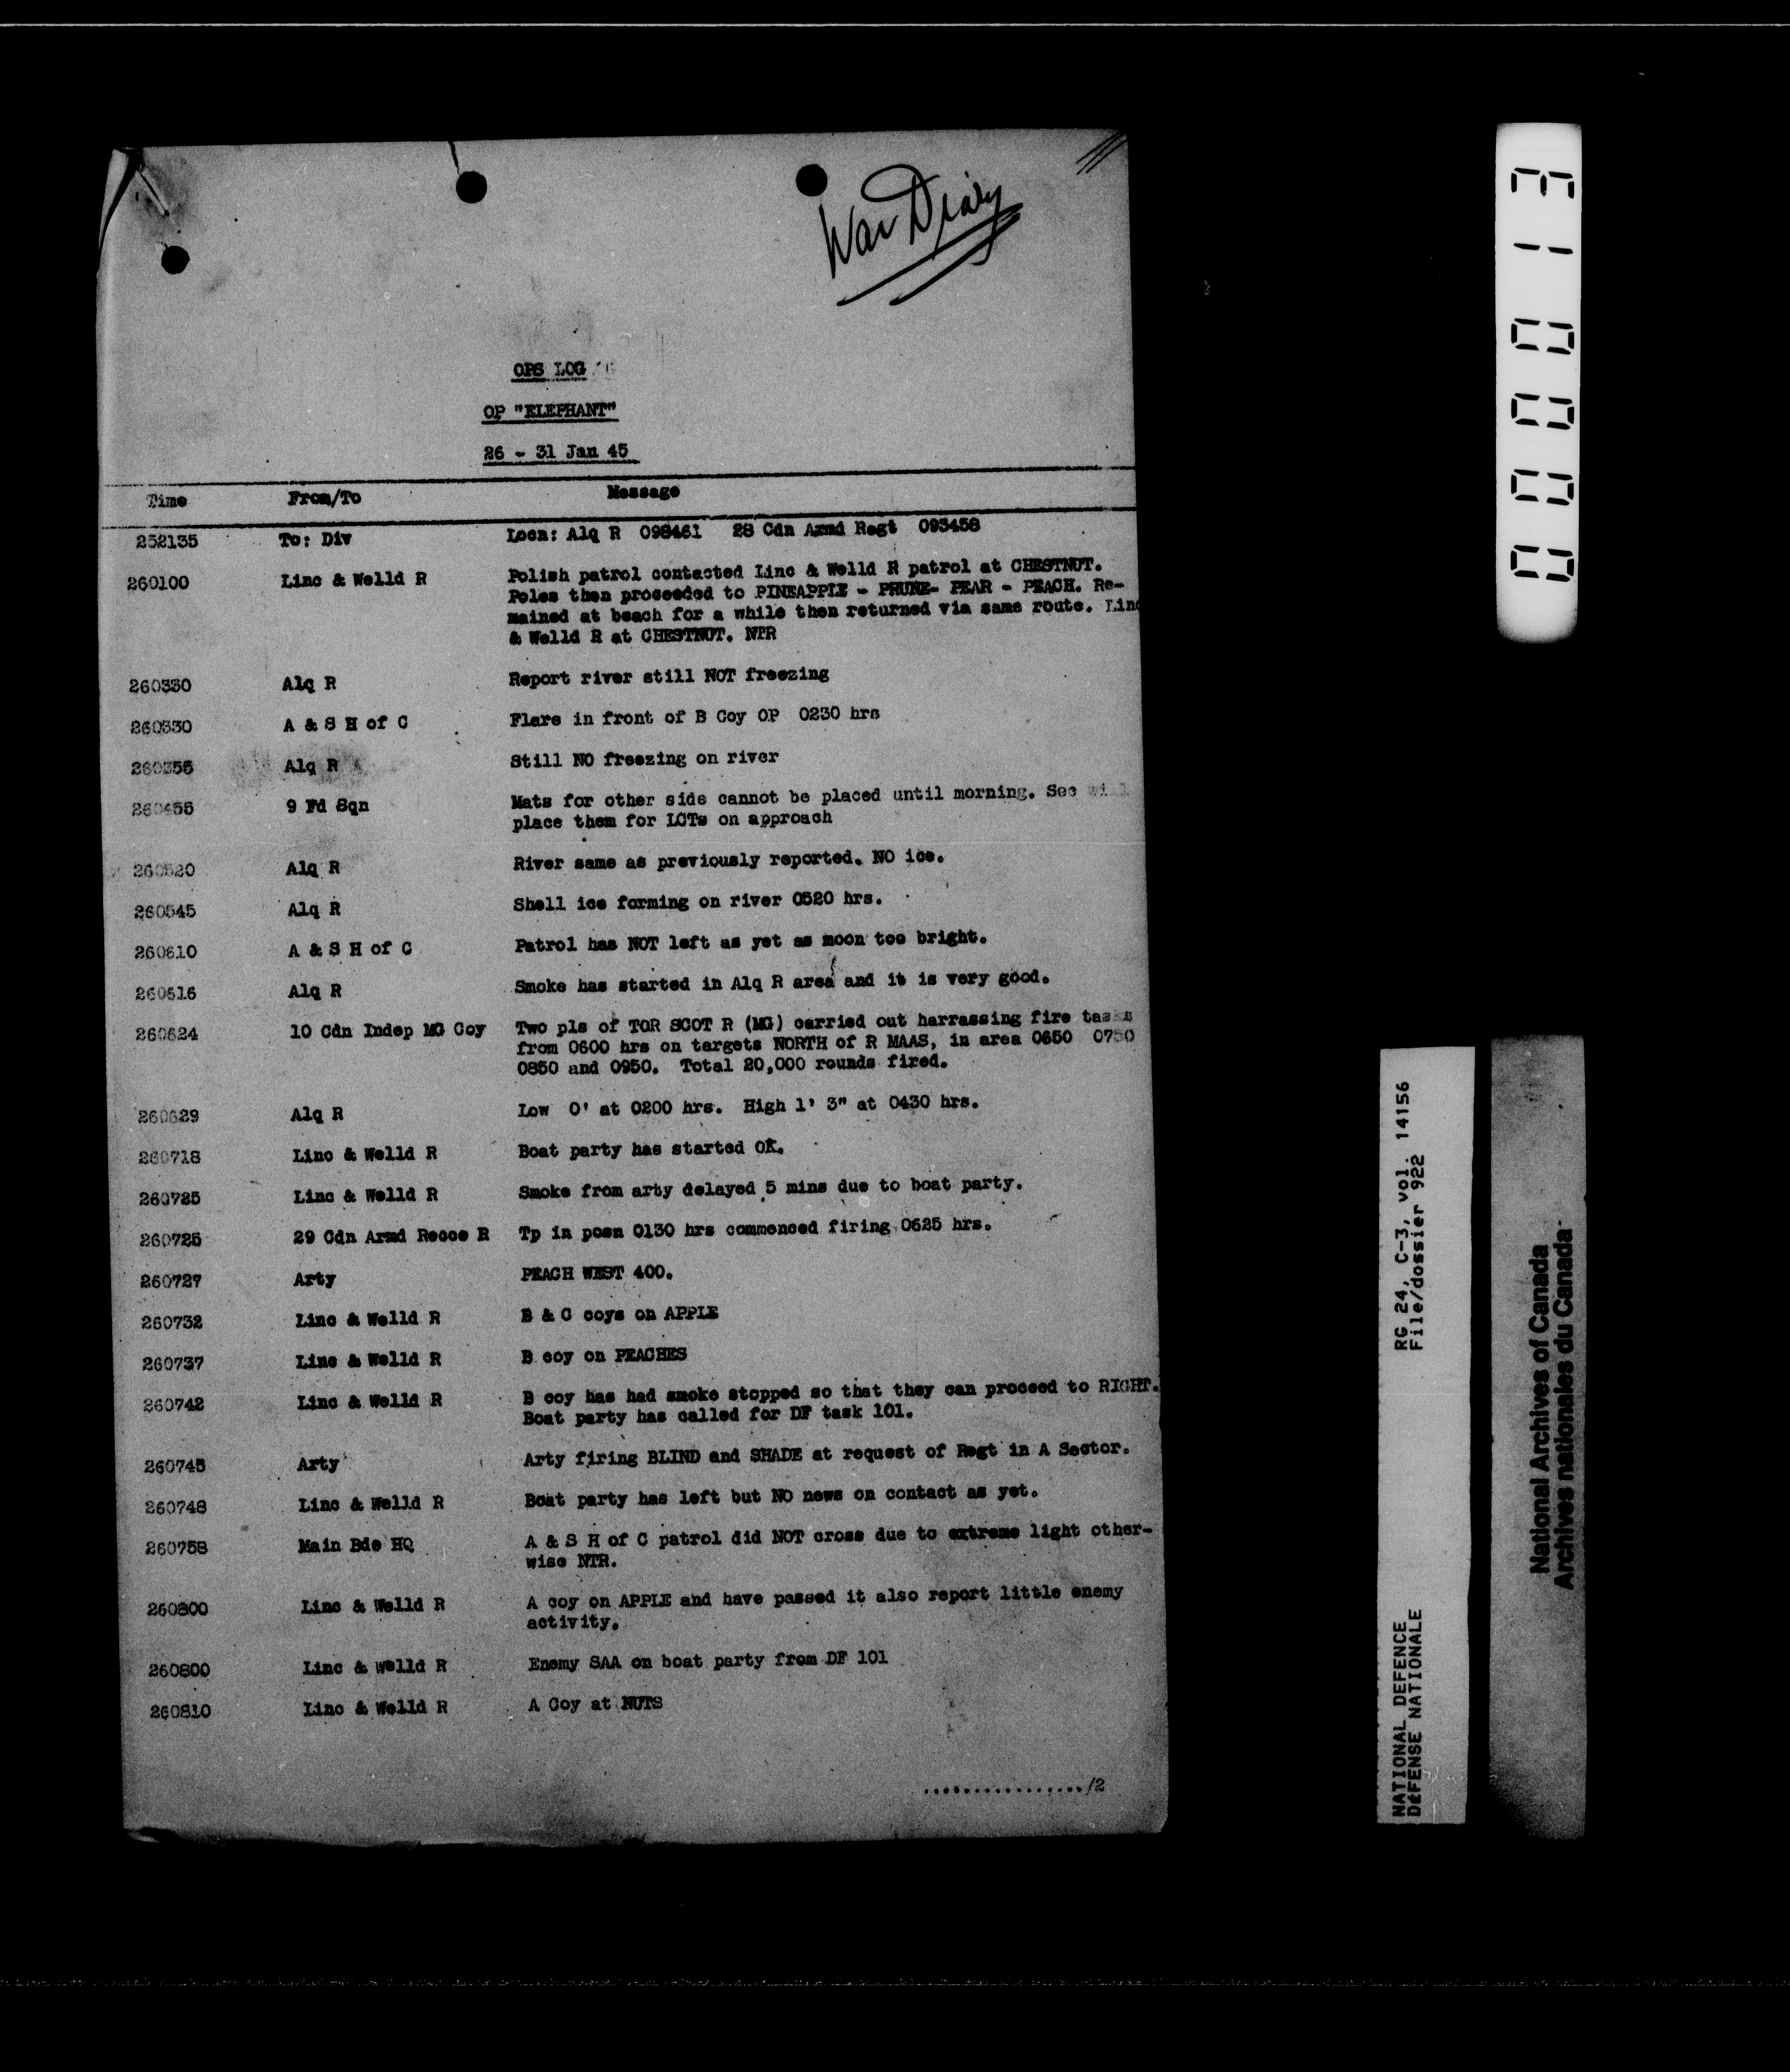 War Diary
OPS LOG
OP "ELEPHANT"
26 - 31 Jan 45
Time From/To Message
252135 To: Div Locn: Alq R 098461 28 Cdn Armd Regt 093458
260100 Linc & Welld R Polish patrol contacted Linc & Welld R patrol at CHESTNUT.
Poles then proceeded to PINEAPPLE - PRUNE- PEAR - PEACH. Re-
mained at beach for a while then returned via same route. Linc
& Welld R at CHESTNUT. NTR
260330 Alq R Report river still NOT freezing
260330 A & S H of C Flare in front of B Coy OP 0230 hrs
260355 Alq R Still NO freezing on river
260455 9 Fd Sqn Mats for other side cannot be placed until morning. Sec will
place them for LCTs on approach
260520 Alq R River same as previously reported. NO ice.
260545 Alq R Shell ice forming on river 0520 hrs.
260610 A & S H of C Patrol has NOT left as yet as moon too bright.
260616 Alq R Smoke has started in Alq R area and it is very good.
260624 10 Cdn Indep MG Coy Two pls of TOR SCOT R (MG) carried out harrassing fire tasks
from 0600 hrs on targets NORTH of R MAAS, in area 0650 0750
0850 and 0950. Total 20,000 rounds fired.
260629 Alq R Low 0' at 0200 hrs. High 1' 3" at 0430 hrs.
260718 Linc & Welld R Boat party has started OK.
260725 Linc & Welld R Smoke from arty delayed 5 mins due to boat party.
260725 29 Cdn Armd Recce R Tp in posn 0130 hrs commenced firing 0625 hrs.
260727 Arty PEACH WEST 400.
260732 Linc & Welld R B & C coys on APPLE
260737 Linc & Welld R B coy on PEACHES
260742 Linc & Welld R B coy has had smoke stopped so that they can proceed to RIGHT.
Boat party has called for DF task 101.
260745 Arty Arty firing BLIND and SHADE at request of Regt in A Sector.
260748 Linc & Welld R Boat party has left but NO news on contact as yet.
260758 Main Bde HQ A & S H of C patrol did NOT cross due to extreme light other-
wise NTR.
260800 Linc & Welld R A coy on APPLE and have passed it also report little enemy
activity.
260800 Linc & Welld R Enemy SAA on boat party from DF 101
260810 Linc & Welld R A Coy at NUTS
................/2
NATIONAL DEFENCE RG 24, C-3, vol. 14156
DÉFENSE NATIONALE File/dossier 922
National Archives of Canada
Archives nationales du Canada